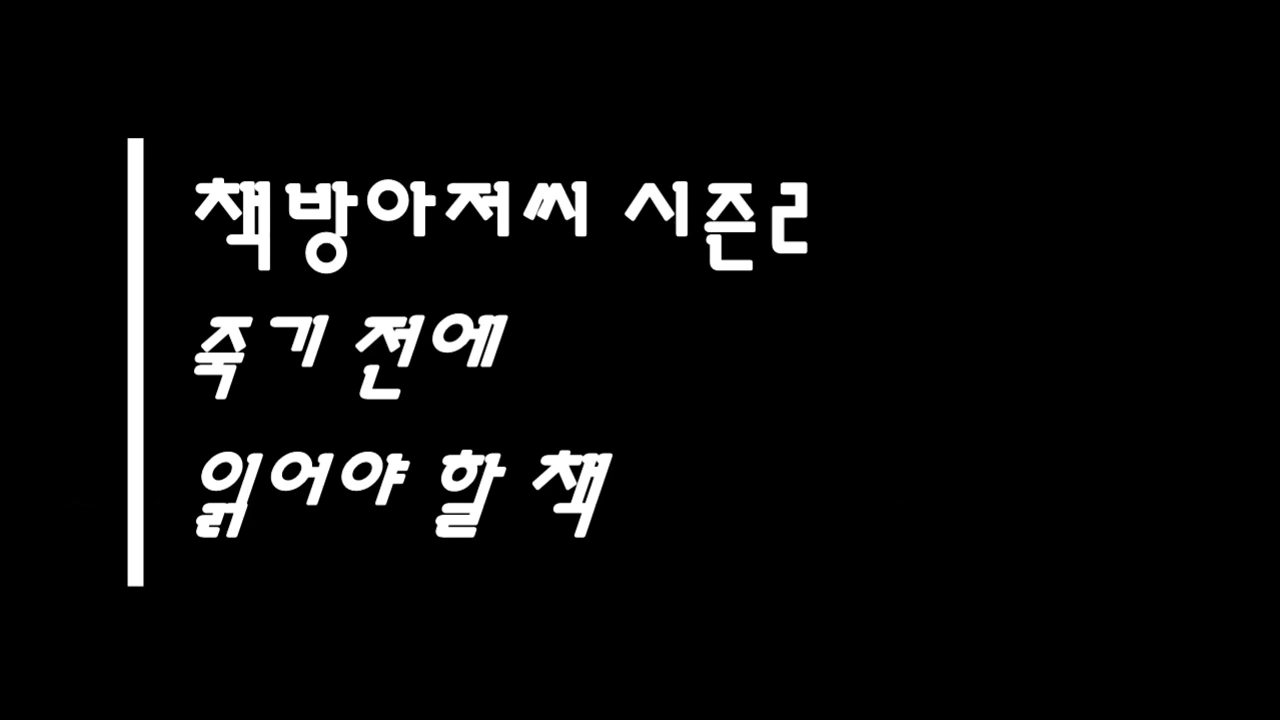 책방아저씨 시즌2
죽기 전에
읽어야 할 책